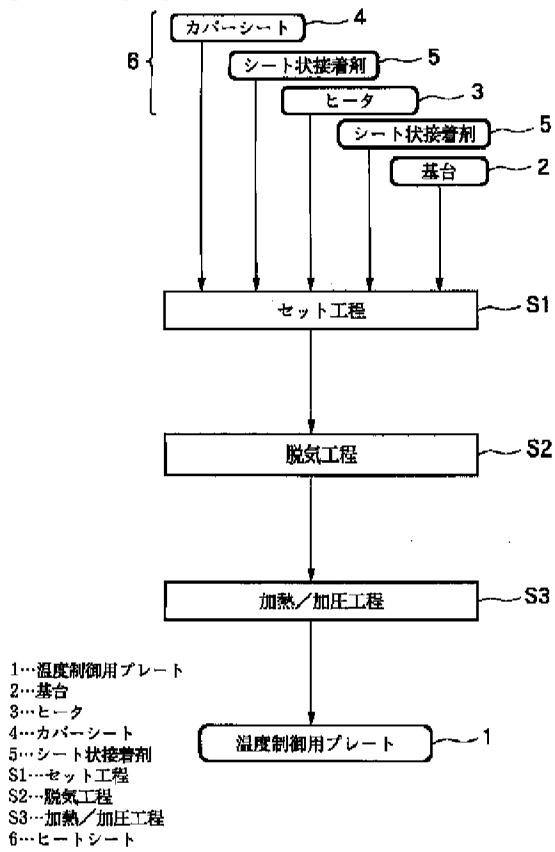 カバーシート 4
6
シート状接着剤 5
ヒータ 3
シート状接着剤 5
基台 2
セット工程 S1
脱気工程 S2
加熱/加圧工程 S3
温度制御用プレート 1
1…温度制御用プレート
2…基台
3…ヒータ
4…カバーシート
5…シート状接着剤
S1…セット工程
S2…脱気工程
S3…加熱/加圧工程
6…ヒートシート